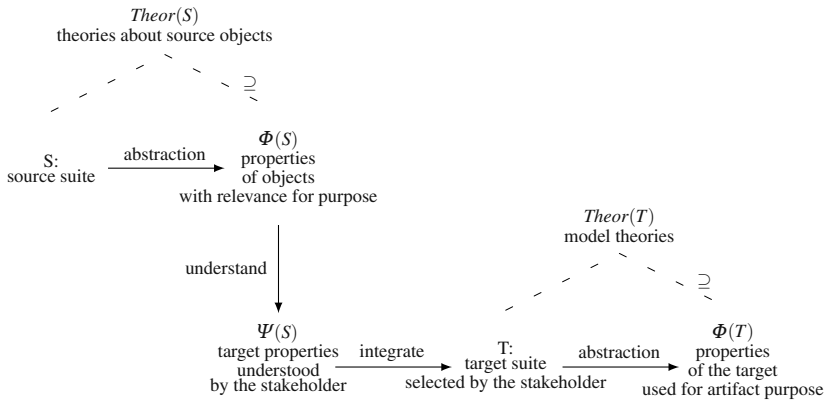 Theor(S)
theories about source objects
⊇
S:
source suite
abstraction
Φ(S)
properties
of objects
with relevance for purpose
understand
Theor(T)
model theories
⊇
Ψ(S)
target properties
understood
by the stakeholder
integrate
T:
target suite
selected by the stakeholder
abstraction
Φ(T)
properties
of the target
used for artifact purpose